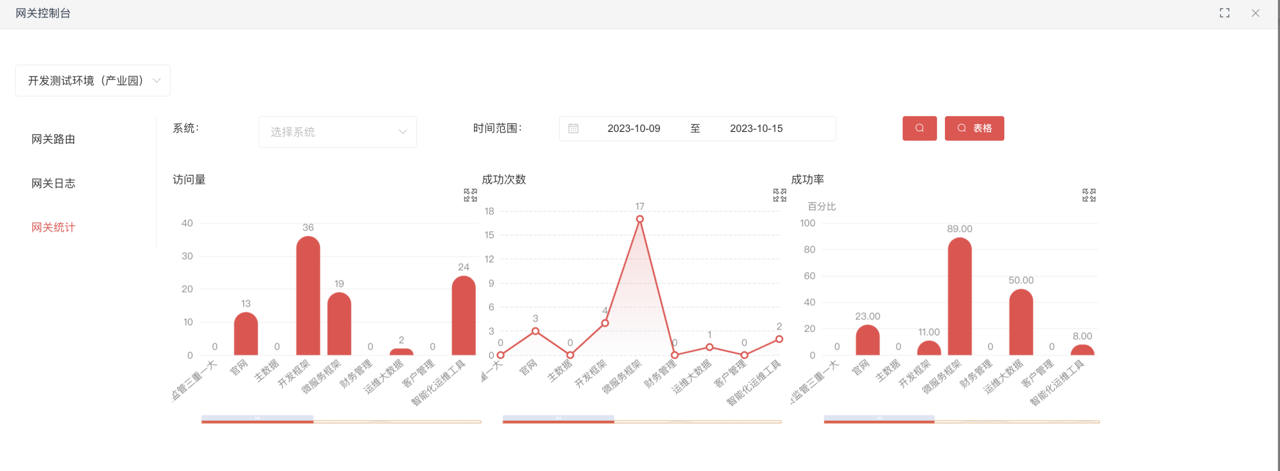 网关控制台
开发测试环境（产业园）
网关路由
网关日志
网关统计
系统：
选择系统
时间范围：
2023-10-09 至 2023-10-15
表格
访问量
40
30
20
10
0
0 13 0 36 19 0 2 0 24
监管三重一大
官网
主数据
开发框架
微服务框架
财务管理
运维大数据
客户管理
智能化运维工具
成功次数
18
15
12
9
6
3
0
0 3 0 4 17 0 1 0 2
重一大
官网
主数据
开发框架
微服务框架
财务管理
运维大数据
客户管理
智能化运维工具
成功率
百分比
100
80
60
40
20
0
0 23.00 0 11.00 89.00 0 50.00 0 8.00
监管三重一大
官网
主数据
开发框架
微服务框架
财务管理
运维大数据
客户管理
智能化运维工具